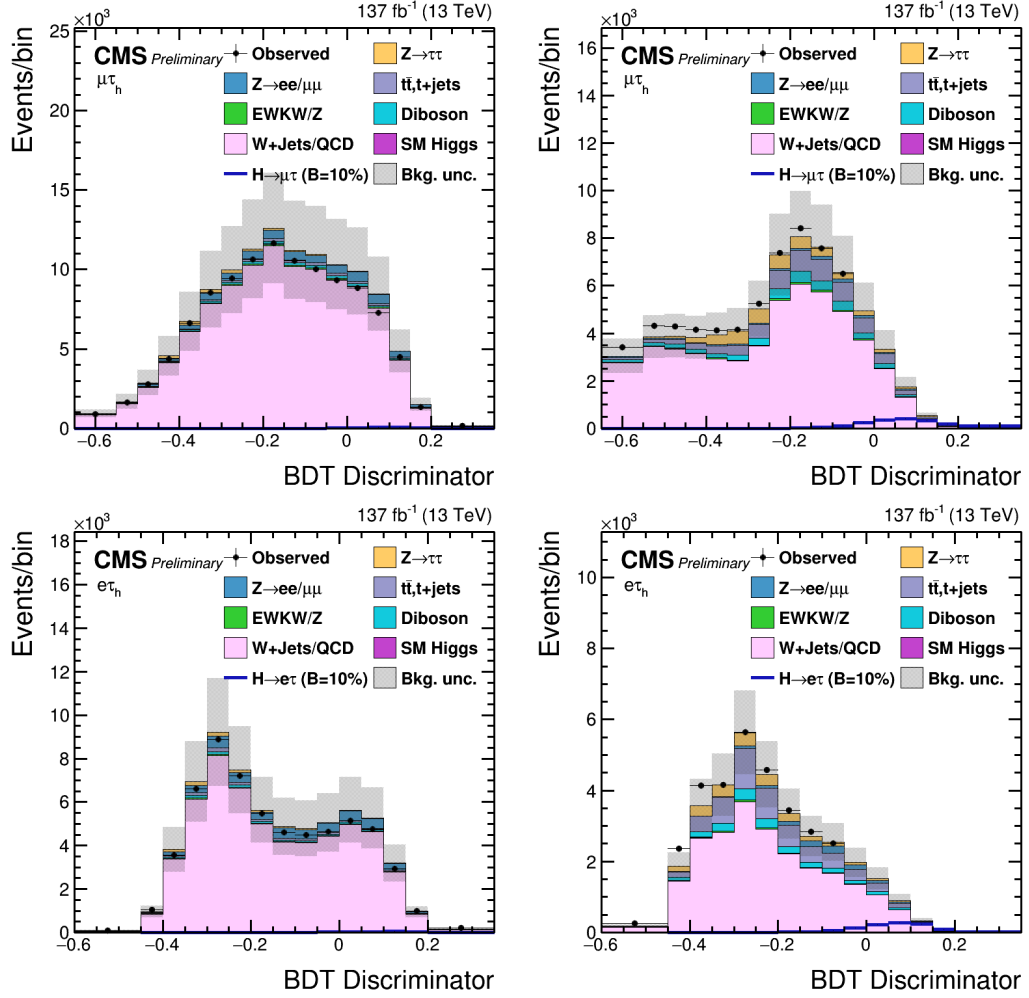 ×10³ 137 fb⁻¹ (13 TeV)
Events/bin
CMS Preliminary
μτₕ
Observed Z→ττ
Z→ee/μμ tt̄,t+jets
EWKW/Z Diboson
W+Jets/QCD SM Higgs
H→μτ (B=10%) Bkg. unc.
25
20
15
10
5
0
−0.6 −0.4 −0.2 0 0.2
BDT Discriminator
×10³ 137 fb⁻¹ (13 TeV)
Events/bin
CMS Preliminary
μτₕ
Observed Z→ττ
Z→ee/μμ tt̄,t+jets
EWKW/Z Diboson
W+Jets/QCD SM Higgs
H→μτ (B=10%) Bkg. unc.
16
14
12
10
8
6
4
2
0
−0.6 −0.4 −0.2 0 0.2
BDT Discriminator
×10³ 137 fb⁻¹ (13 TeV)
Events/bin
CMS Preliminary
eτₕ
Observed Z→ττ
Z→ee/μμ tt̄,t+jets
EWKW/Z Diboson
W+Jets/QCD SM Higgs
H→eτ (B=10%) Bkg. unc.
18
16
14
12
10
8
6
4
2
0
−0.6 −0.4 −0.2 0 0.2
BDT Discriminator
×10³ 137 fb⁻¹ (13 TeV)
Events/bin
CMS Preliminary
eτₕ
Observed Z→ττ
Z→ee/μμ tt̄,t+jets
EWKW/Z Diboson
W+Jets/QCD SM Higgs
H→eτ (B=10%) Bkg. unc.
10
8
6
4
2
0
−0.6 −0.4 −0.2 0 0.2
BDT Discriminator